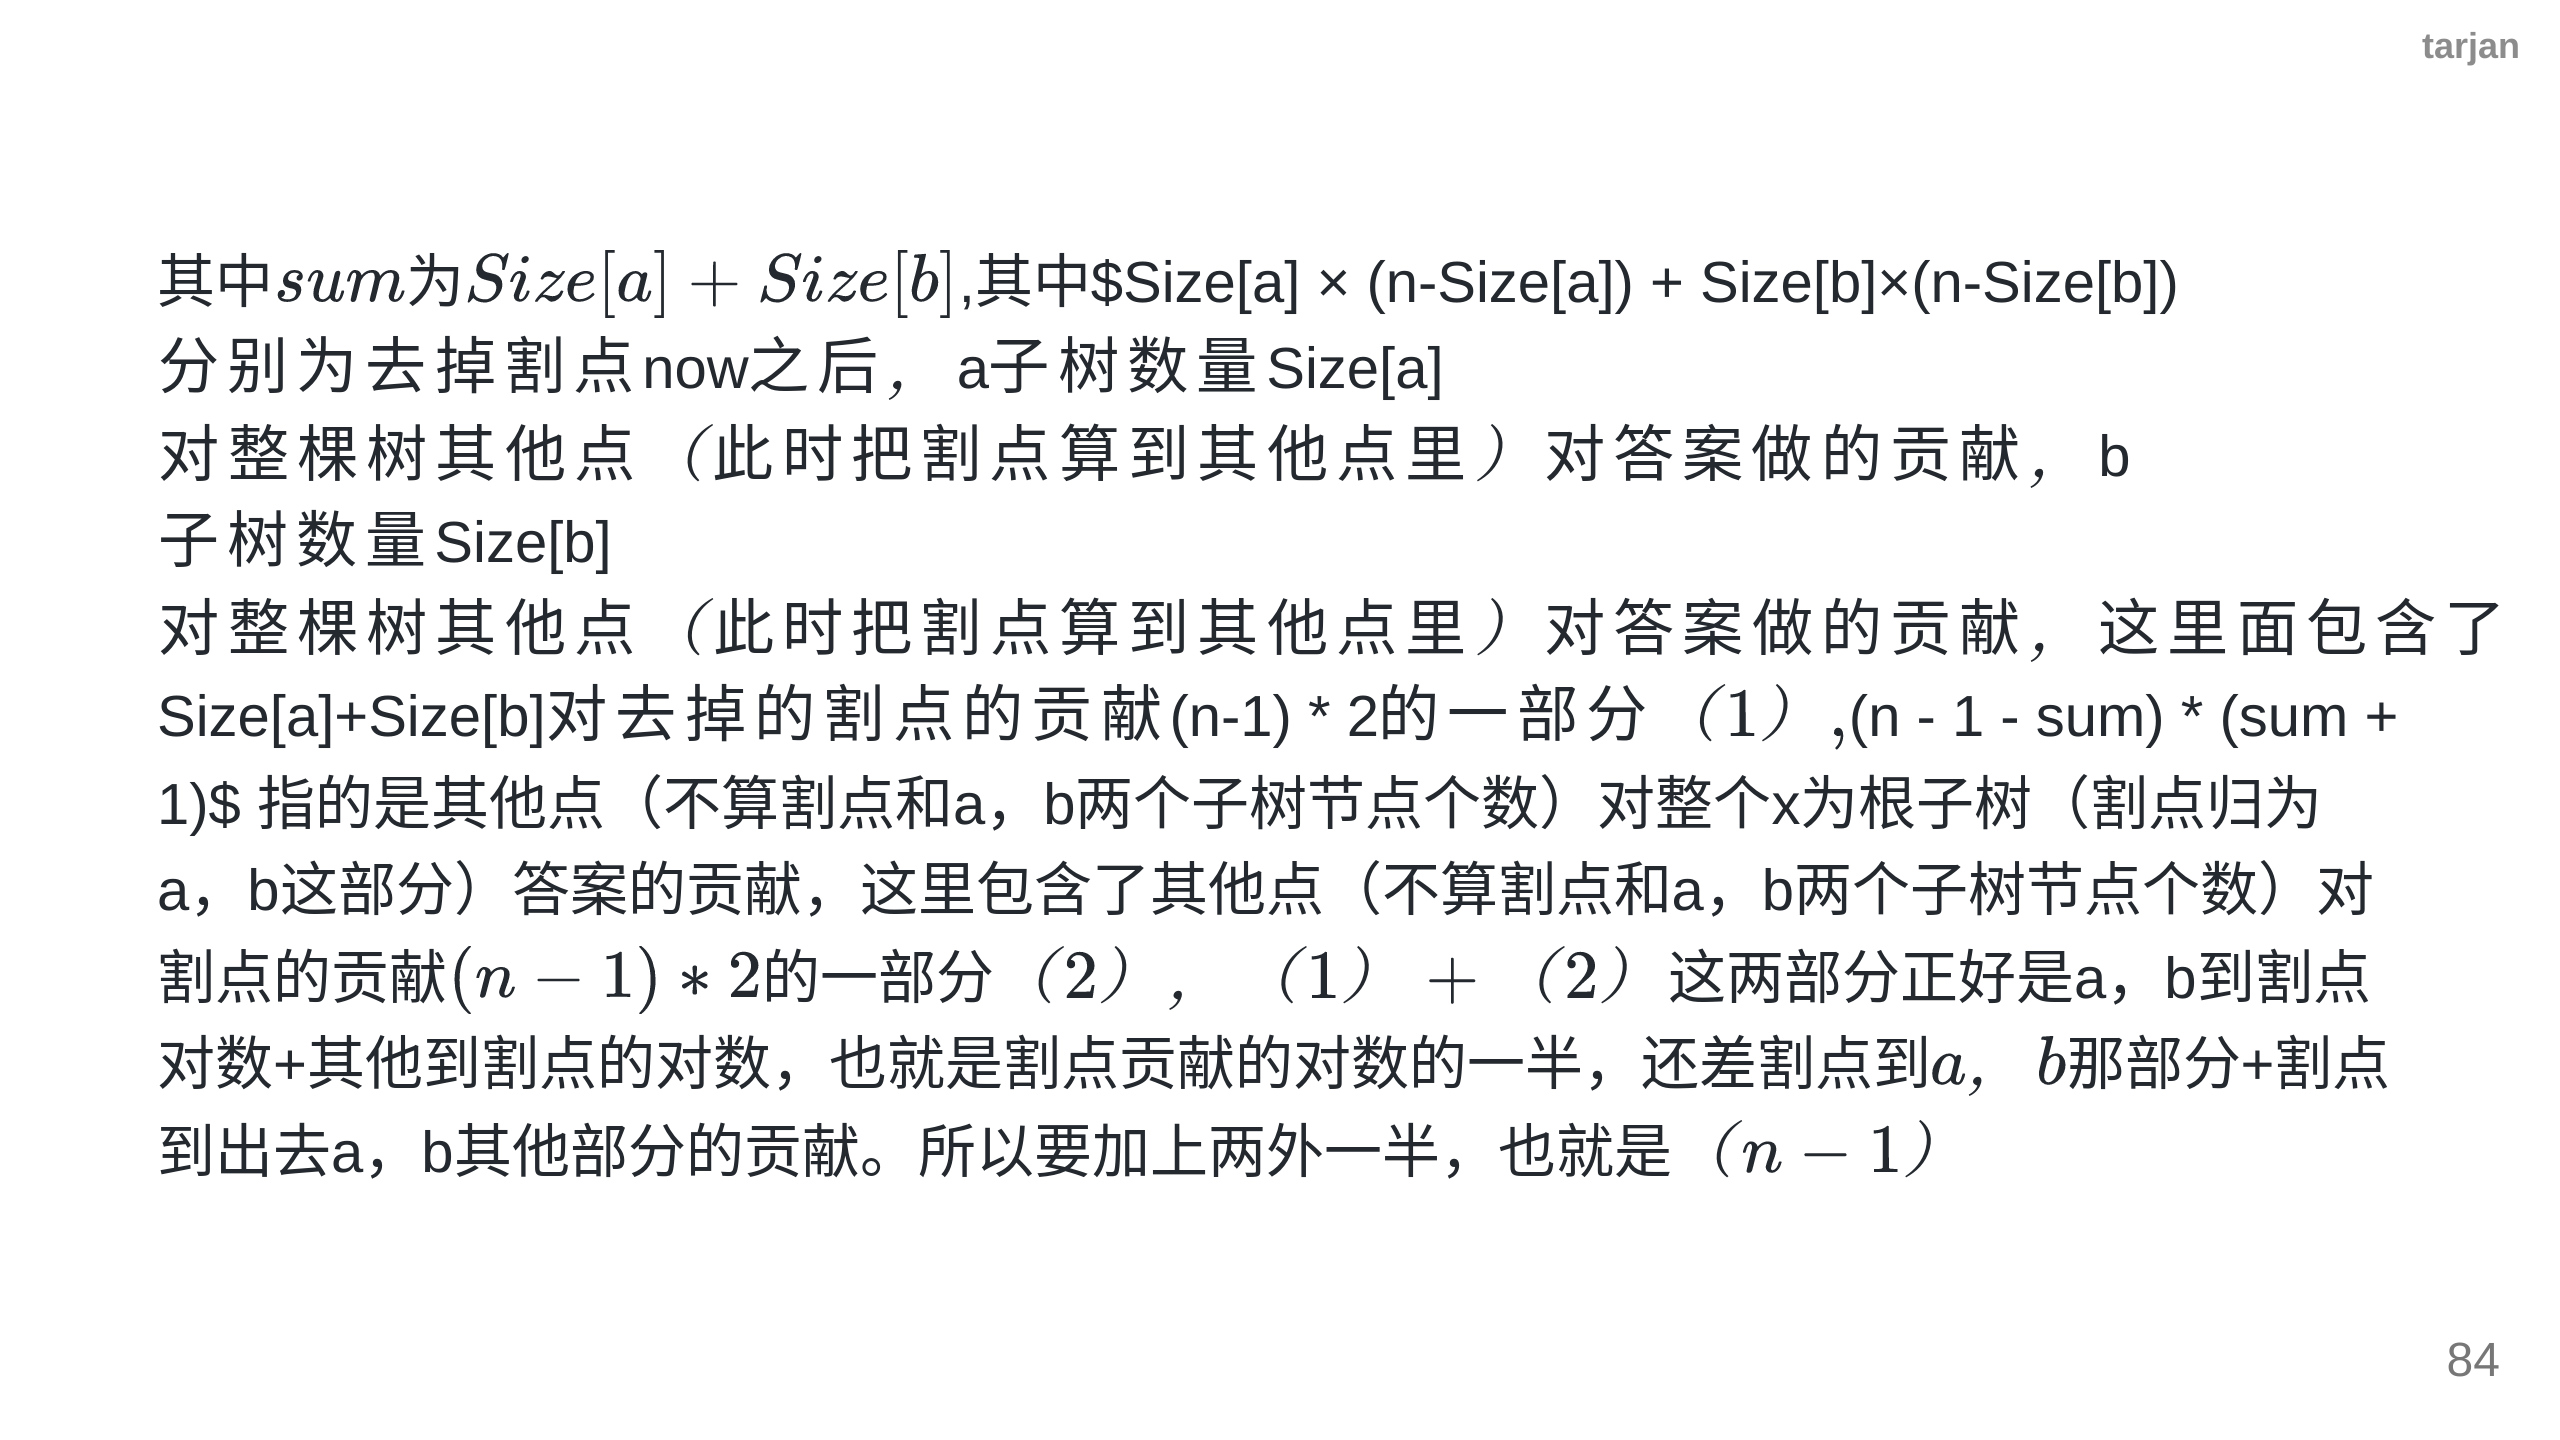 tarjan
其中sum为Size[a] + Size[b],其中$Size[a] × (n-Size[a]) + Size[b]×(n-Size[b])
分别为去掉割点now之后，a子树数量Size[a]
对整棵树其他点（此时把割点算到其他点里）对答案做的贡献，b
子树数量Size[b]
对整棵树其他点（此时把割点算到其他点里）对答案做的贡献，这里面包含了
Size[a]+Size[b]对去掉的割点的贡献(n-1) * 2的一部分（1）,(n - 1 - sum) * (sum +
1)$ 指的是其他点（不算割点和a，b两个子树节点个数）对整个x为根子树（割点归为
a，b这部分）答案的贡献，这里包含了其他点（不算割点和a，b两个子树节点个数）对
割点的贡献(n − 1) ∗ 2的一部分（2），（1） + （2）这两部分正好是a，b到割点
对数+其他到割点的对数，也就是割点贡献的对数的一半，还差割点到a，b那部分+割点
到出去a，b其他部分的贡献。所以要加上两外一半，也就是（n − 1）
84